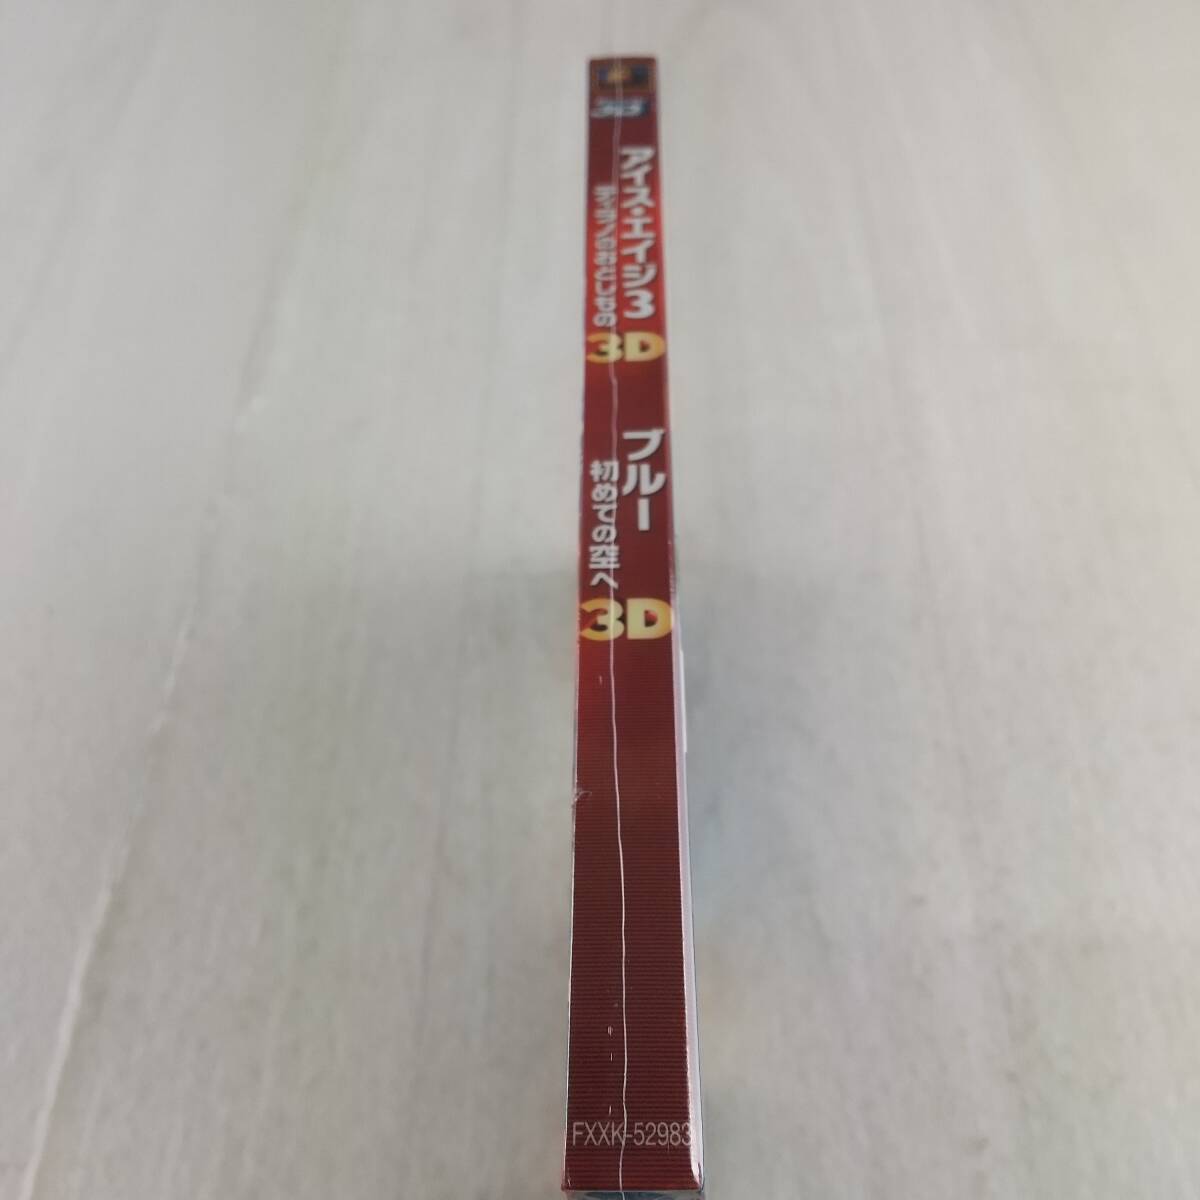 3D
アイス・エイジ3
ティラノのおとしもの
3D
ブルー
初めての空へ
3D
FXXK-52983